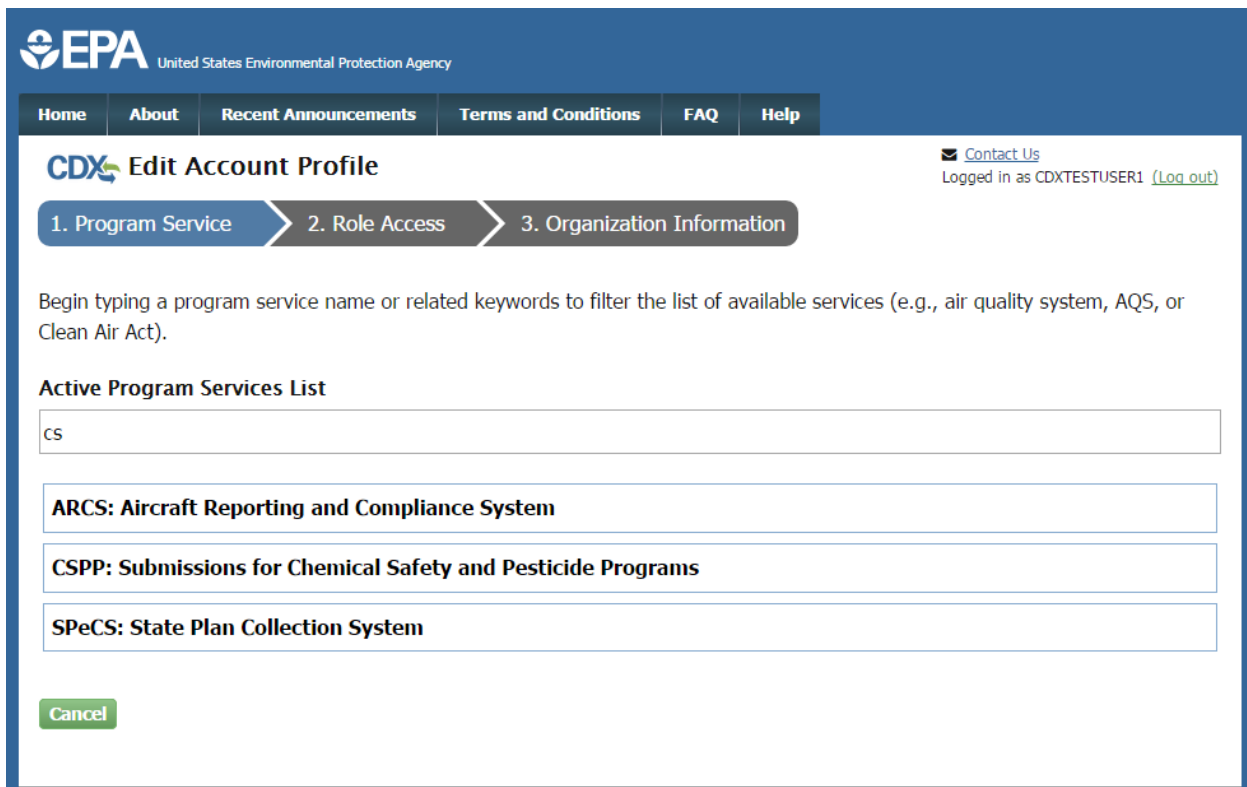 EPA United States Environmental Protection Agency
Home About Recent Announcements Terms and Conditions FAQ Help
CDX Edit Account Profile
Contact Us
Logged in as CDXTESTUSER1 (Log out)
1. Program Service 2. Role Access 3. Organization Information
Begin typing a program service name or related keywords to filter the list of available services (e.g., air quality system, AQS, or
Clean Air Act).
Active Program Services List
cs
ARCS: Aircraft Reporting and Compliance System
CSPP: Submissions for Chemical Safety and Pesticide Programs
SPeCS: State Plan Collection System
Cancel